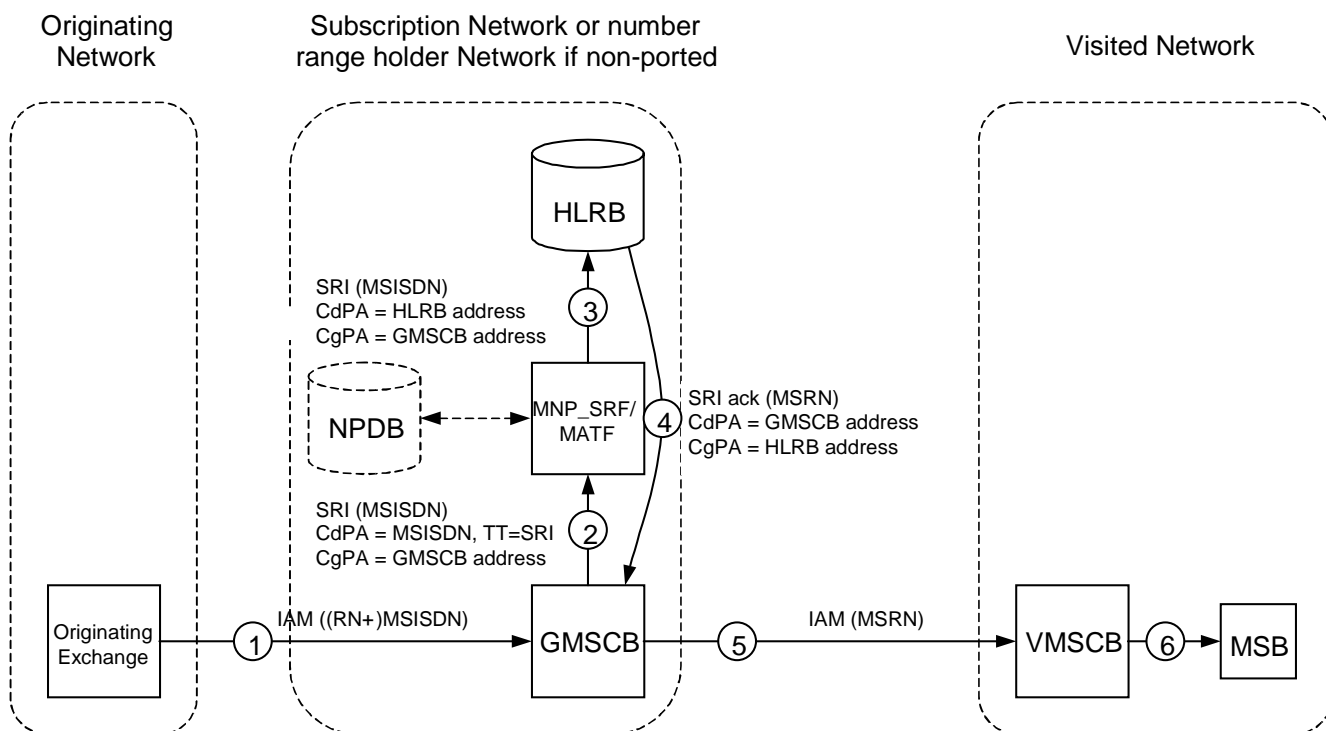 Originating
Network
Subscription Network or number
range holder Network if non-ported
Visited Network
HLRB
SRI (MSISDN)
CdPA = HLRB address
CgPA = GMSCB address
3
NPDB
MNP_SRF/
MATF
4
SRI ack (MSRN)
CdPA = GMSCB address
CgPA = HLRB address
SRI (MSISDN)
CdPA = MSISDN, TT=SRI
CgPA = GMSCB address
2
Originating
Exchange
1
IAM ((RN+)MSISDN)
GMSCB
5
IAM (MSRN)
VMSCB
6
MSB